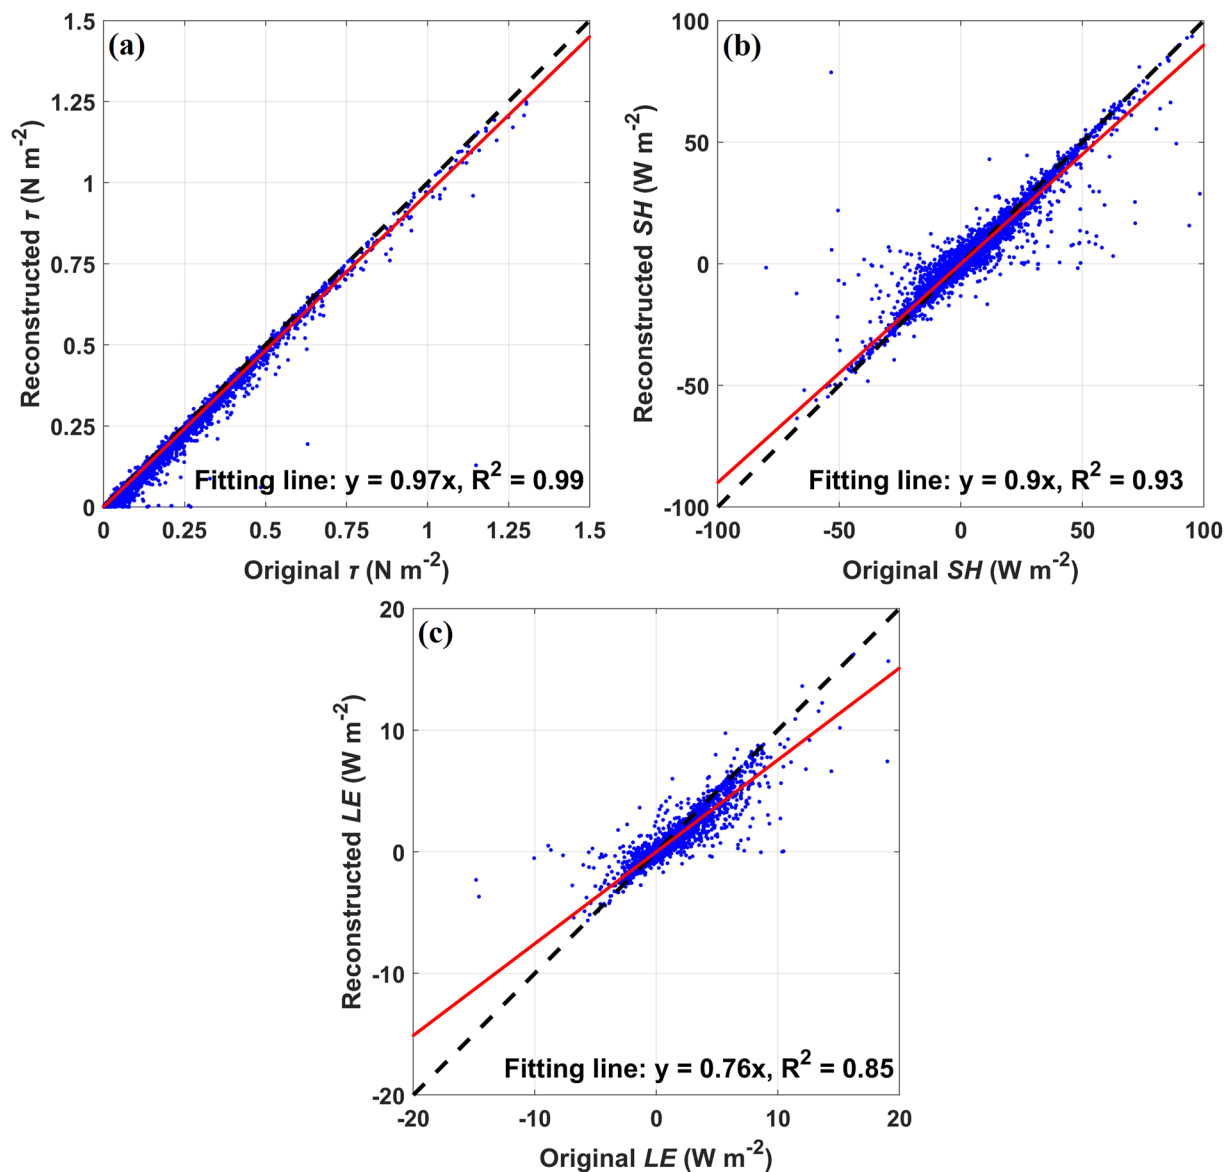 (a)
1.5
1.25
1
0.75
0.5
0.25
0
Reconstructed τ (N m⁻²)
0 0.25 0.5 0.75 1 1.25 1.5
Original τ (N m⁻²)
Fitting line: y = 0.97x, R² = 0.99
(b)
100
50
0
-50
-100
Reconstructed SH (W m⁻²)
-100 -50 0 50 100
Original SH (W m⁻²)
Fitting line: y = 0.9x, R² = 0.93
(c)
20
10
0
-10
-20
Reconstructed LE (W m⁻²)
-20 -10 0 10 20
Original LE (W m⁻²)
Fitting line: y = 0.76x, R² = 0.85